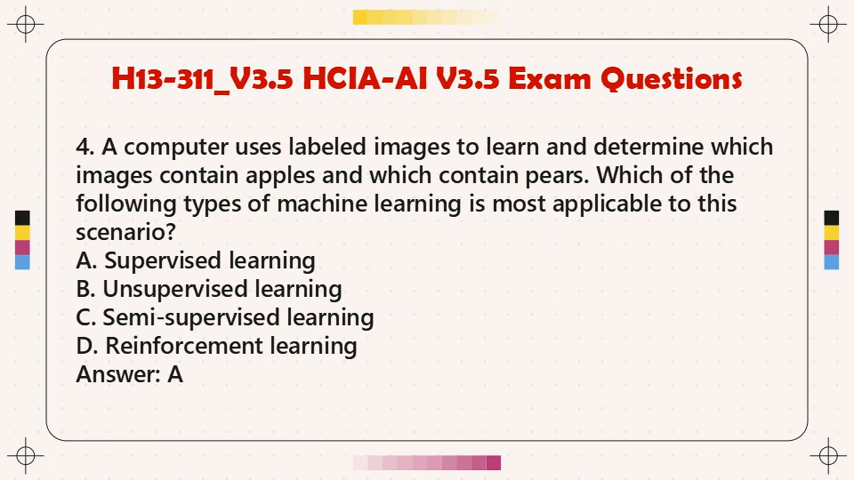 H13-311_V3.5 HCIA-AI V3.5 Exam Questions
4. A computer uses labeled images to learn and determine which
images contain apples and which contain pears. Which of the
following types of machine learning is most applicable to this
scenario?
A. Supervised learning
B. Unsupervised learning
C. Semi-supervised learning
D. Reinforcement learning
Answer: A